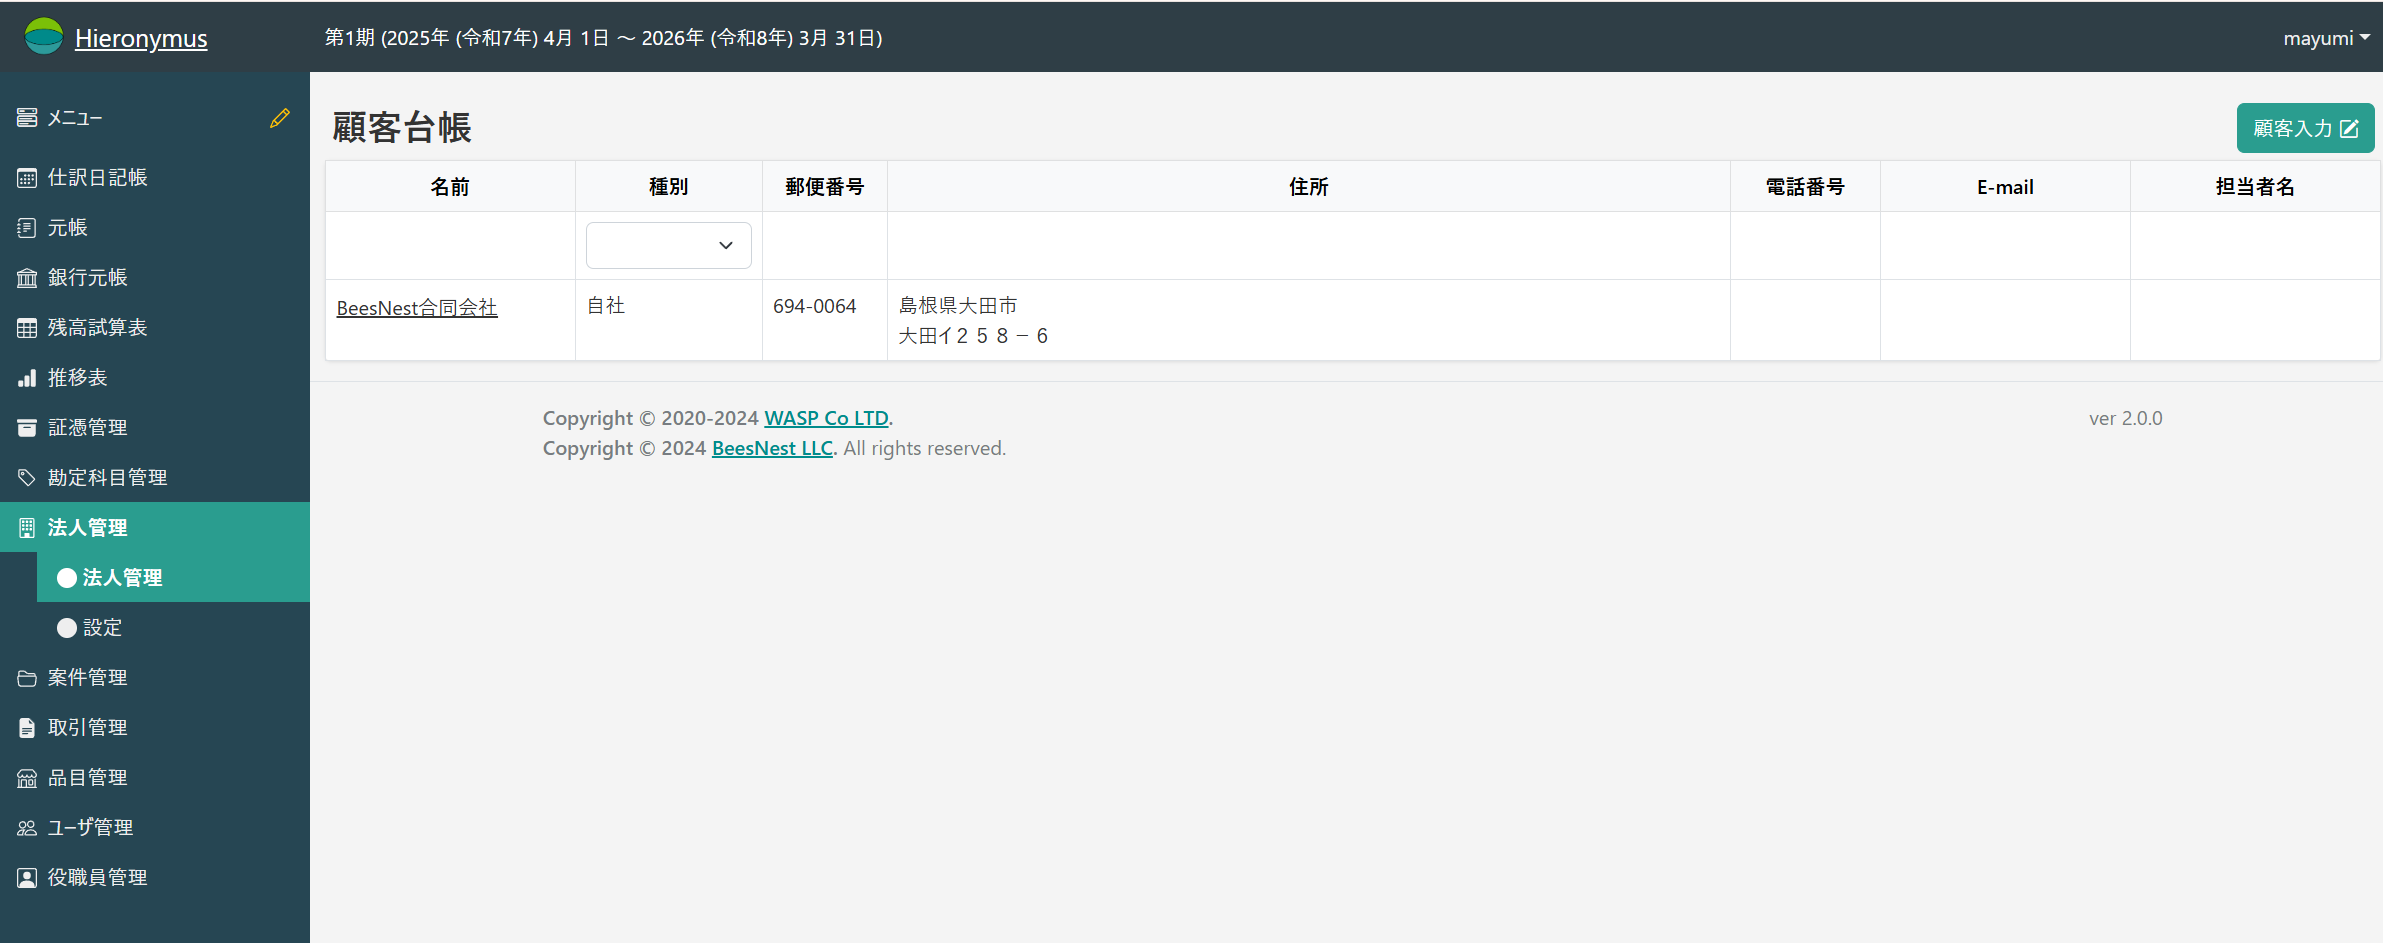 Hieronymus
第1期 (2025年 (令和7年) 4月 1日 ～ 2026年 (令和8年) 3月 31日)
mayumi
メニュー
仕訳日記帳
元帳
銀行元帳
残高試算表
推移表
証憑管理
勘定科目管理
法人管理
法人管理
設定
案件管理
取引管理
品目管理
ユーザ管理
役職員管理
顧客台帳
顧客入力
名前 種別 郵便番号 住所 電話番号 E-mail 担当者名
BeesNest合同会社 自社 694-0064 島根県大田市
大田イ２５８－６
Copyright © 2020-2024 WASP Co LTD.
Copyright © 2024 BeesNest LLC. All rights reserved.
ver 2.0.0